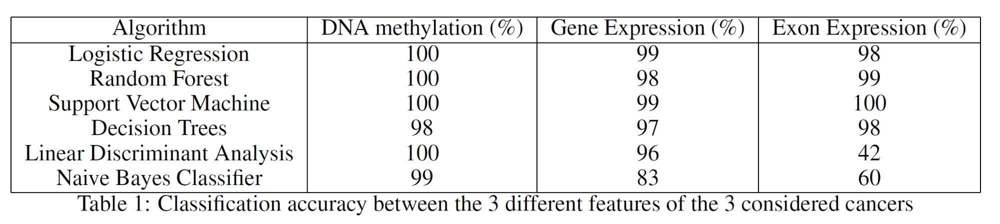 Algorithm DNA methylation (%) Gene Expression (%) Exon Expression (%)
Logistic Regression 100 99 98
Random Forest 100 98 99
Support Vector Machine 100 99 100
Decision Trees 98 97 98
Linear Discriminant Analysis 100 96 42
Naive Bayes Classifier 99 83 60
Table 1: Classification accuracy between the 3 different features of the 3 considered cancers